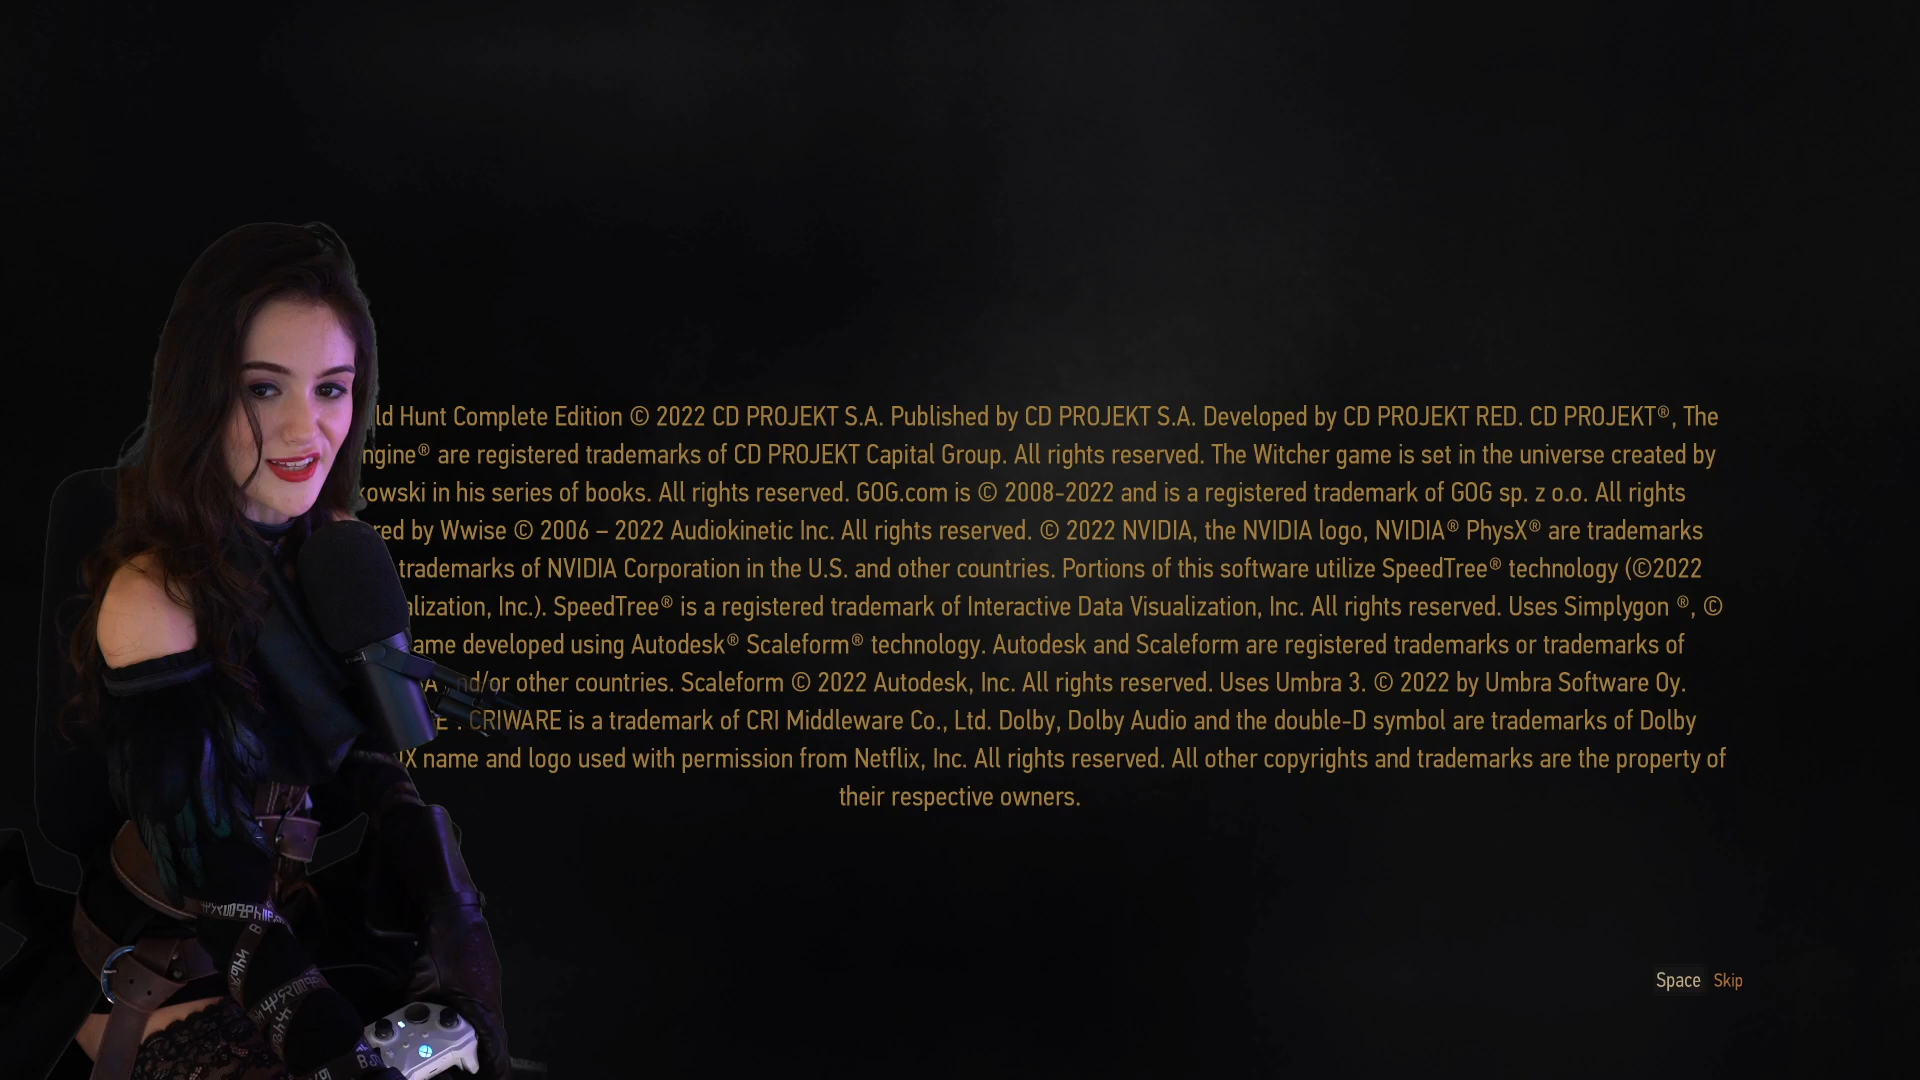 Hunt Complete Edition © 2022 CD PROJEKT S.A. Published by CD PROJEKT S.A. Developed by CD PROJEKT RED. CD PROJEKT®, The
are registered trademarks of CD PROJEKT Capital Group. All rights reserved. The Witcher game is set in the universe created by
in his series of books. All rights reserved. GOG.com is © 2008-2022 and is a registered trademark of GOG sp. z o.o. All rights
by Wwise © 2006 – 2022 Audiokinetic Inc. All rights reserved. © 2022 NVIDIA, the NVIDIA logo, NVIDIA® PhysX® are trademarks
trademarks of NVIDIA Corporation in the U.S. and other countries. Portions of this software utilize SpeedTree® technology (©2022
Inc.). SpeedTree® is a registered trademark of Interactive Data Visualization, Inc. All rights reserved. Uses Simplygon ®, ©
developed using Autodesk® Scaleform® technology. Autodesk and Scaleform are registered trademarks or trademarks of
other countries. Scaleform © 2022 Autodesk, Inc. All rights reserved. Uses Umbra 3. © 2022 by Umbra Software Oy.
CRIWARE is a trademark of CRI Middleware Co., Ltd. Dolby, Dolby Audio and the double-D symbol are trademarks of Dolby
name and logo used with permission from Netflix, Inc. All rights reserved. All other copyrights and trademarks are the property of
their respective owners.
Space Skip